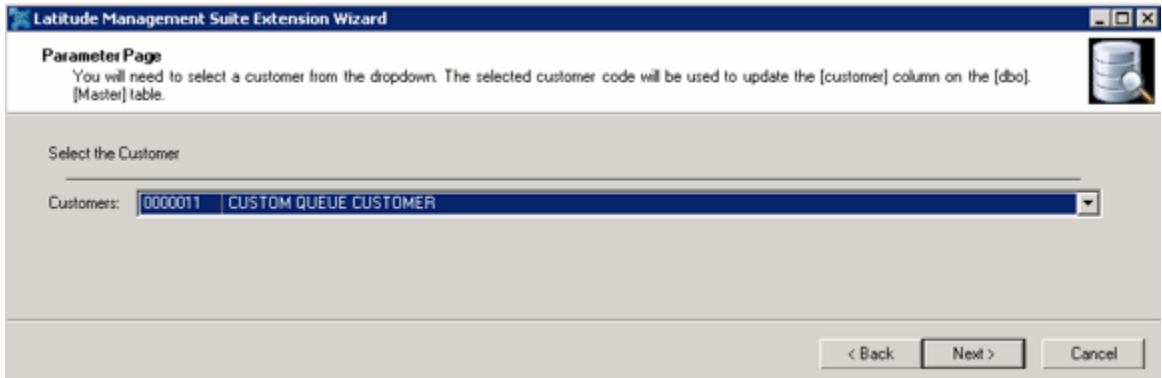 Latitude Management Suite Extension Wizard
Parameter Page
You will need to select a customer from the dropdown. The selected customer code will be used to update the [customer] column on the [dbo].
[Master] table.
Select the Customer
Customers: 0000011 CUSTOM QUEUE CUSTOMER
< Back Next > Cancel